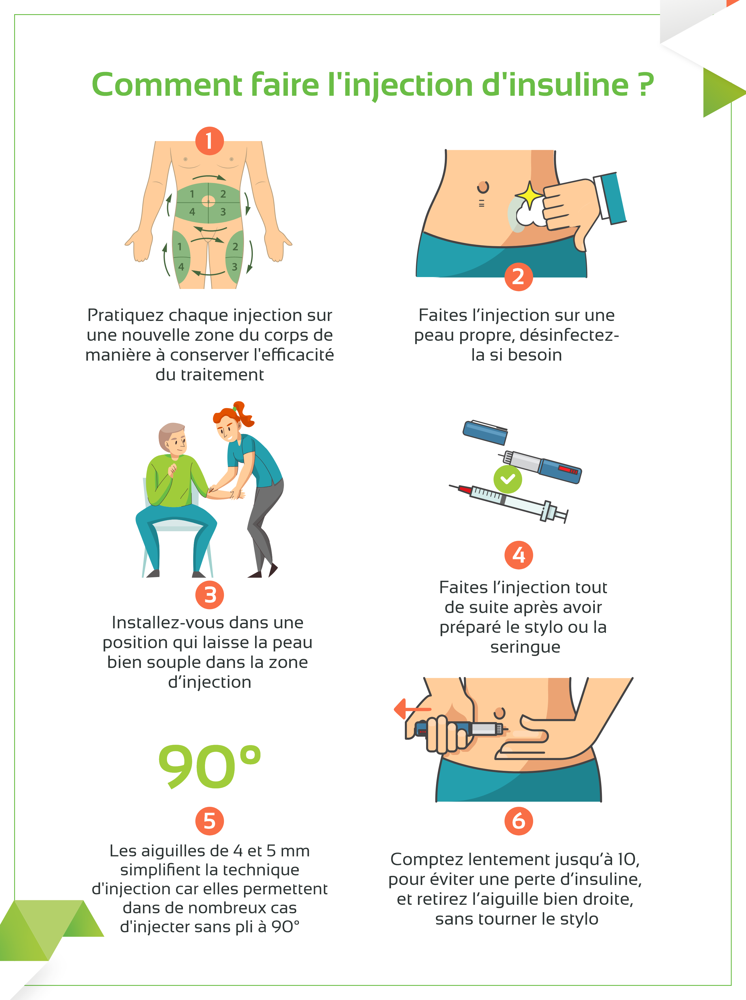 Comment faire l'injection d'insuline ?
1
1 2
4 3
1 2
4 3
Pratiquez chaque injection sur
une nouvelle zone du corps de
manière à conserver l'efficacité
du traitement
2
Faites l’injection sur une
peau propre, désinfectez-
la si besoin
3
Installez-vous dans une
position qui laisse la peau
bien souple dans la zone
d’injection
4
Faites l’injection tout
de suite après avoir
préparé le stylo ou la
seringue
90°
5
Les aiguilles de 4 et 5 mm
simplifient la technique
d'injection car elles permettent
dans de nombreux cas
d'injecter sans pli à 90°
6
Comptez lentement jusqu’à 10,
pour éviter une perte d’insuline,
et retirez l’aiguille bien droite,
sans tourner le stylo